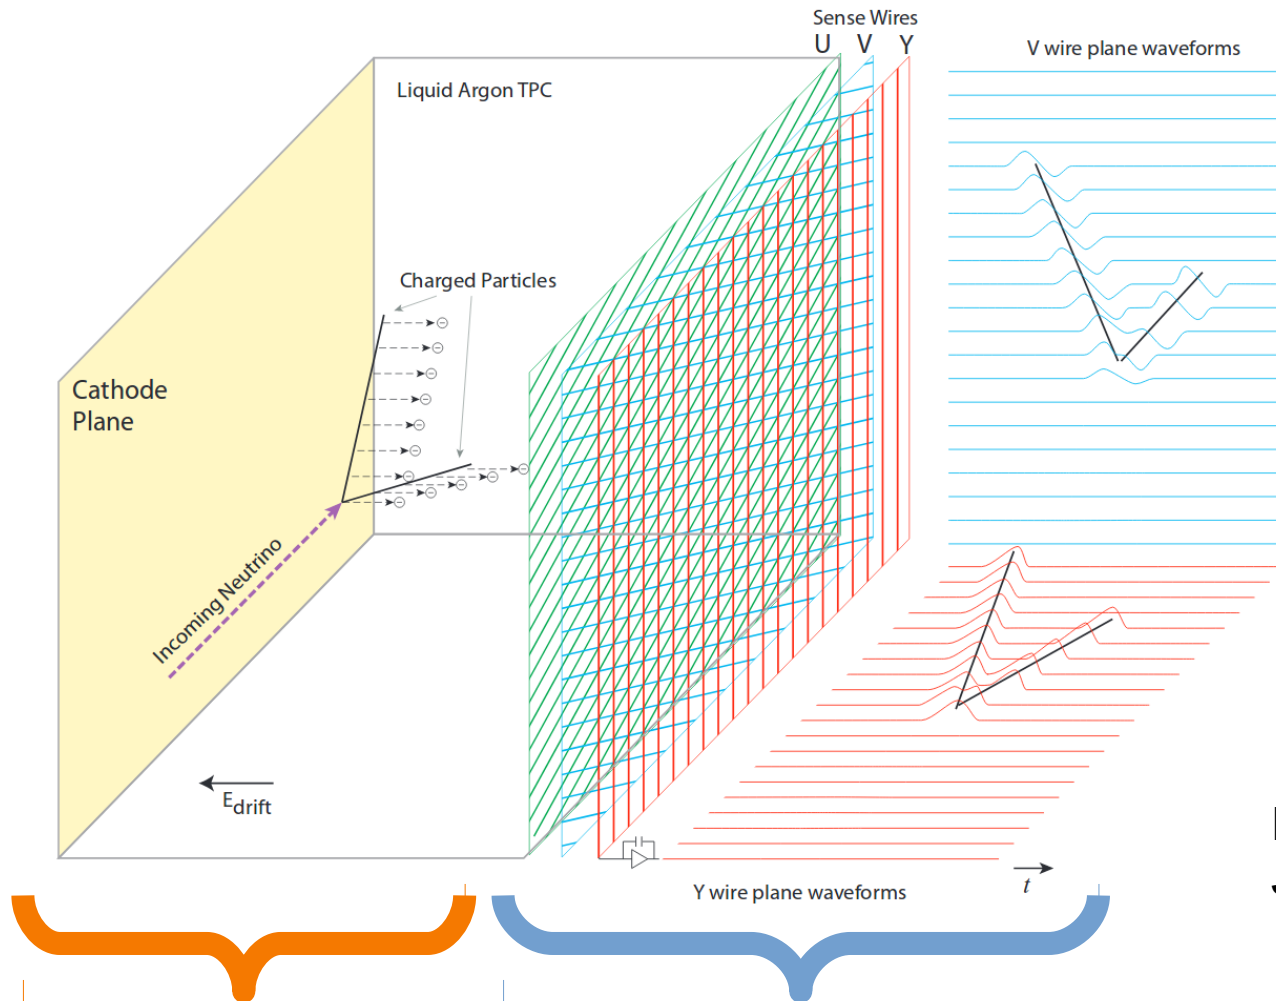 Sense Wires
U V Y
V wire plane waveforms
Liquid Argon TPC
Charged Particles
Cathode
Plane
Incoming Neutrino
Edrift
Y wire plane waveforms
t